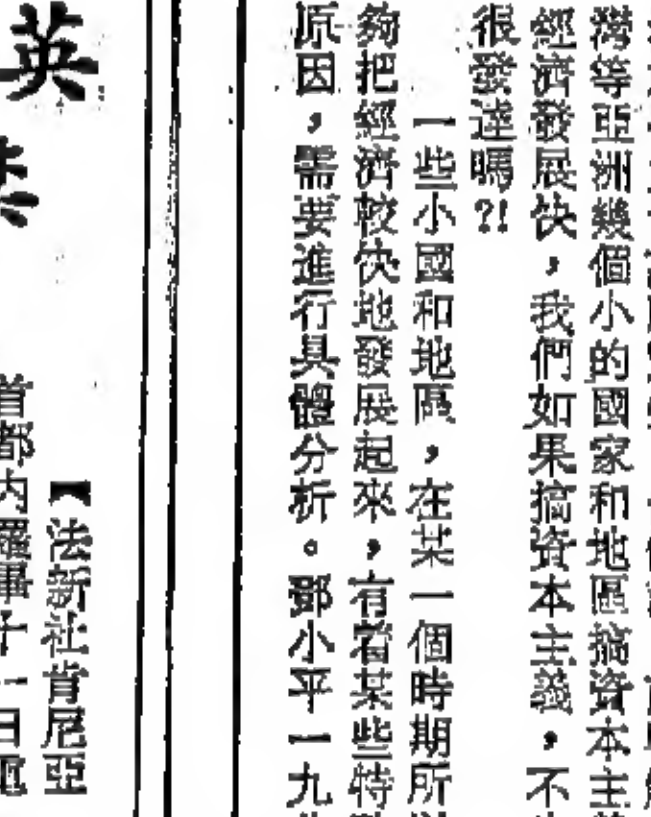 灣等亞洲幾個小的國家和地區搞資本主
經濟發展快，我們如果搞資本主義，不
很發達嗎?!
一些小國和地區，在某一個時期所
夠把經濟較快地發展起來，有着某些特
原因，需要進行具體分析。鄧小平一九
英
【法新社肯尼亞
首都内羅畢十一日電